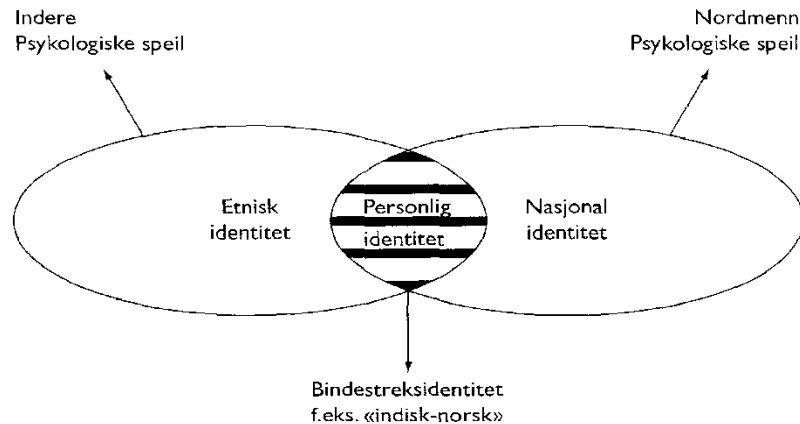 Indere
Psykologiske speil
Nordmenn
Psykologiske speil
Etnisk
identitet
Personlig
identitet
Nasjonal
identitet
Bindestreksidentitet
f.eks. «indisk-norsk»